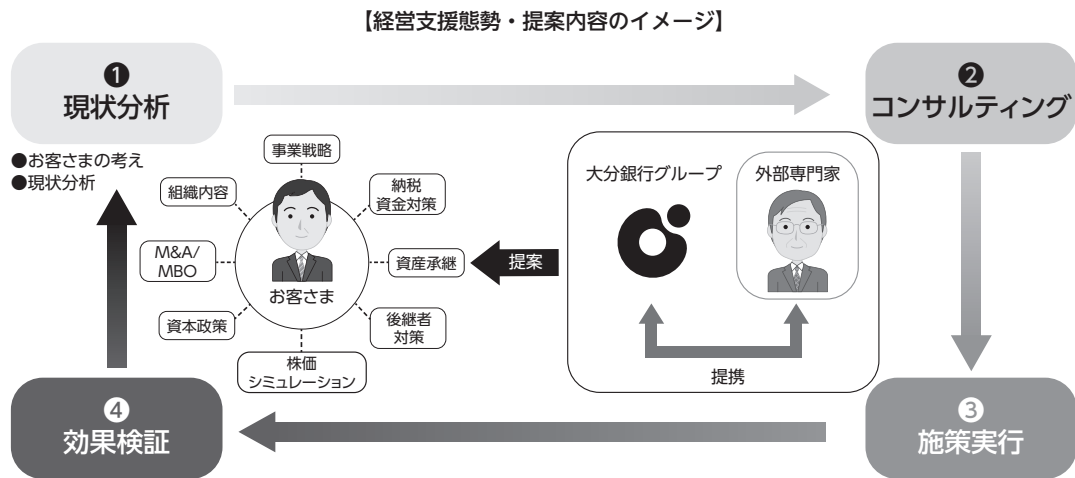 【経営支援態勢・提案内容のイメージ】
❶
現状分析
❷
コンサルティング
●お客さまの考え
●現状分析
事業戦略
組織内容
納税
資金対策
M&A/
MBO
資産承継
お客さま
資本政策
後継者
対策
株価
シミュレーション
提案
大分銀行グループ
外部専門家
提携
❹
効果検証
❸
施策実行